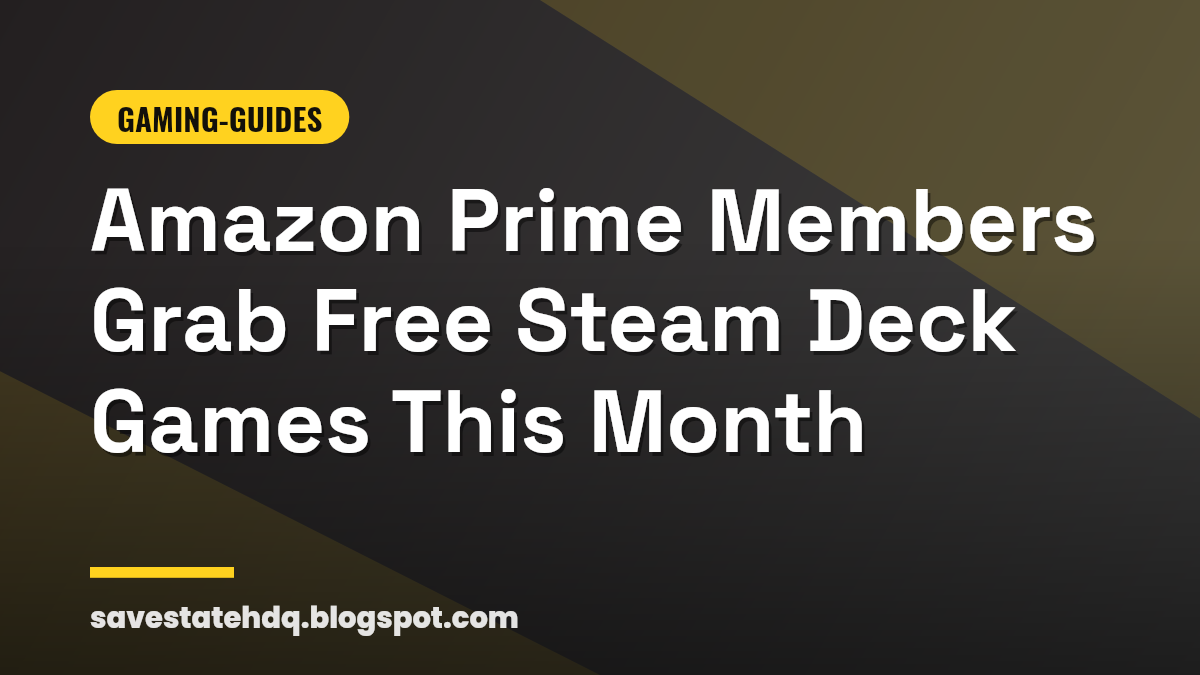 GAMING-GUIDES
Amazon Prime Members
Grab Free Steam Deck
Games This Month
savestatehdq.blogspot.com